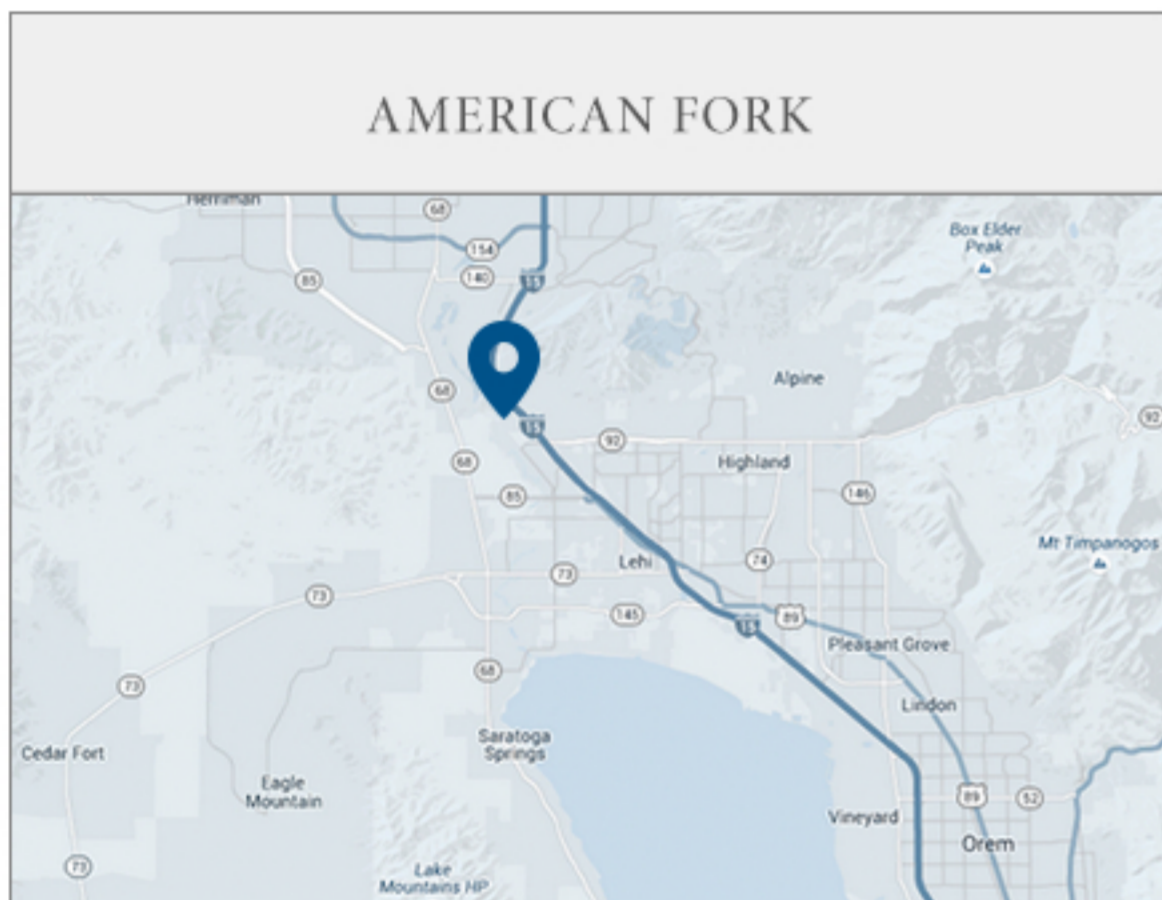 AMERICAN FORK
Herriman
68
154
140
85
15
Box Elder
Peak
68
Alpine
15
92
92
68
Highland
85
146
Mt Timpanogos
Lehi
74
73
73
145
89
15
Pleasant Grove
68
73
Lindon
Saratoga
Springs
Cedar Fort
Eagle
Mountain
89
52
Vineyard
Orem
73
Lake
Mountains HP